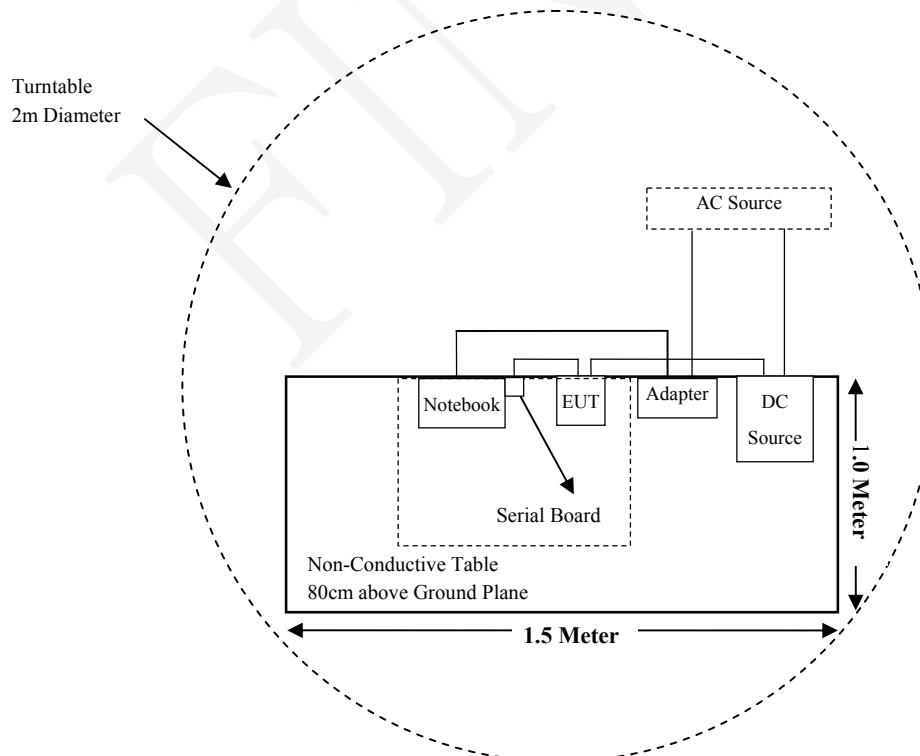 Turntable
2m Diameter
AC Source
Notebook
EUT
Adapter
DC
Source
Serial Board
1.0 Meter
Non-Conductive Table
80cm above Ground Plane
1.5 Meter